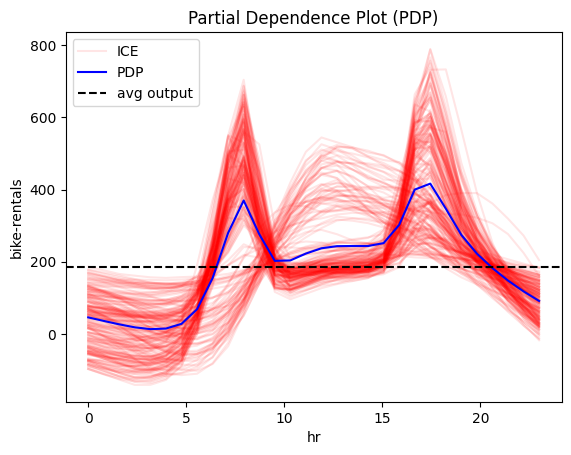 Partial Dependence Plot (PDP)
ICE
PDP
avg output
bike-rentals
800
600
400
200
0
0 5 10 15 20
hr